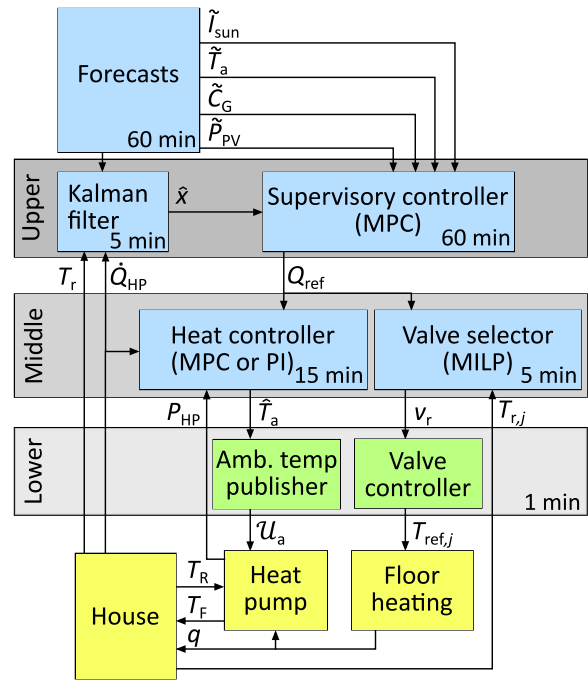 Ĩsun
Forecasts
T̃a
C̃G
P̃PV
60 min
Upper
Kalman
filter
5 min
x̂
Supervisory controller
(MPC)
60 min
Tr
Q̇HP
Qref
Middle
Heat controller
(MPC or PI)
15 min
Valve selector
(MILP)
5 min
PHP
T̂a
vr
Tr,j
Lower
Amb. temp
publisher
Valve
controller
1 min
𝒰a
Tref,j
House
TR
TF
q
Heat
pump
Floor
heating